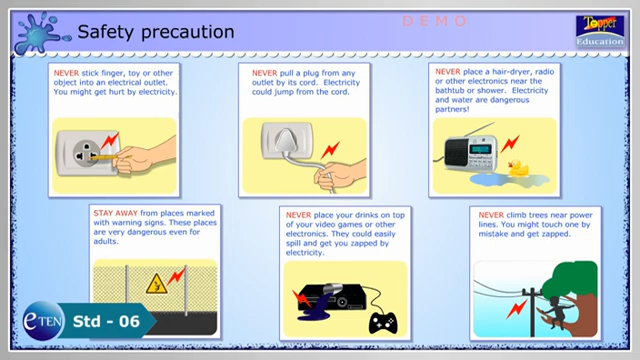 DEMO
Safety precaution
Topper
Education
NEVER stick finger, toy or other
object into an electrical outlet.
You might get hurt by electricity.
NEVER pull a plug from any
outlet by its cord. Electricity
could jump from the cord.
NEVER place a hair-dryer, radio
or other electronics near the
bathtub or shower. Electricity
and water are dangerous
partners!
STAY AWAY from places marked
with warning signs. These places
are very dangerous even for
adults.
NEVER place your drinks on top
of your video games or other
electronics. They could easily
spill and get you zapped by
electricity.
NEVER climb trees near power
lines. You might touch one by
mistake and get zapped.
eTEN
eTEN
Std - 06